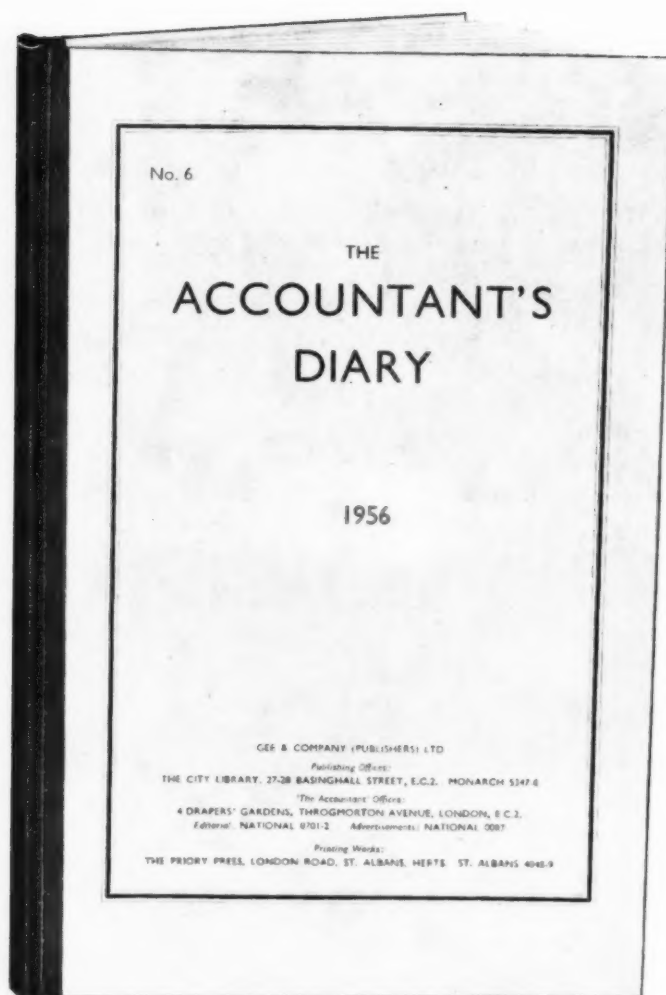 No. 6
THE
ACCOUNTANT'S
DIARY
1956
GEE & COMPANY (PUBLISHERS) LTD
Publishing Offices:
THE CITY LIBRARY, 27-28 BASINGHALL STREET, E.C.2. MONARCH 5347-8
'The Accountant' Offices:
4 DRAPERS' GARDENS, THROGMORTON AVENUE, LONDON, E.C.2.
Editorial: NATIONAL 0701-2 Advertisements: NATIONAL 0087
Printing Works:
THE PRIORY PRESS, LONDON ROAD, ST. ALBANS, HERTS ST. ALBANS 4048-9